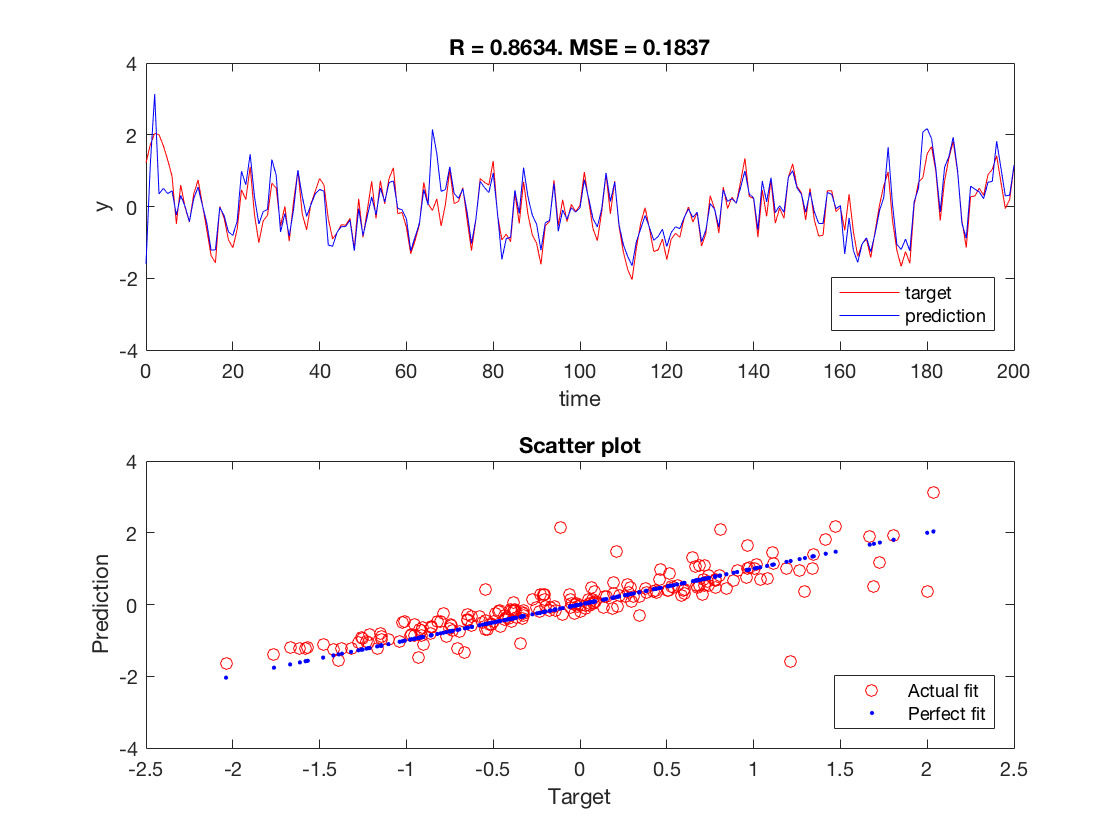 R = 0.8634. MSE = 0.1837
4
2
0
-2
-4
y
0 20 40 60 80 100 120 140 160 180 200
time
target
prediction
Scatter plot
4
2
0
-2
-4
Prediction
-2.5 -2 -1.5 -1 -0.5 0 0.5 1 1.5 2 2.5
Target
Actual fit
Perfect fit